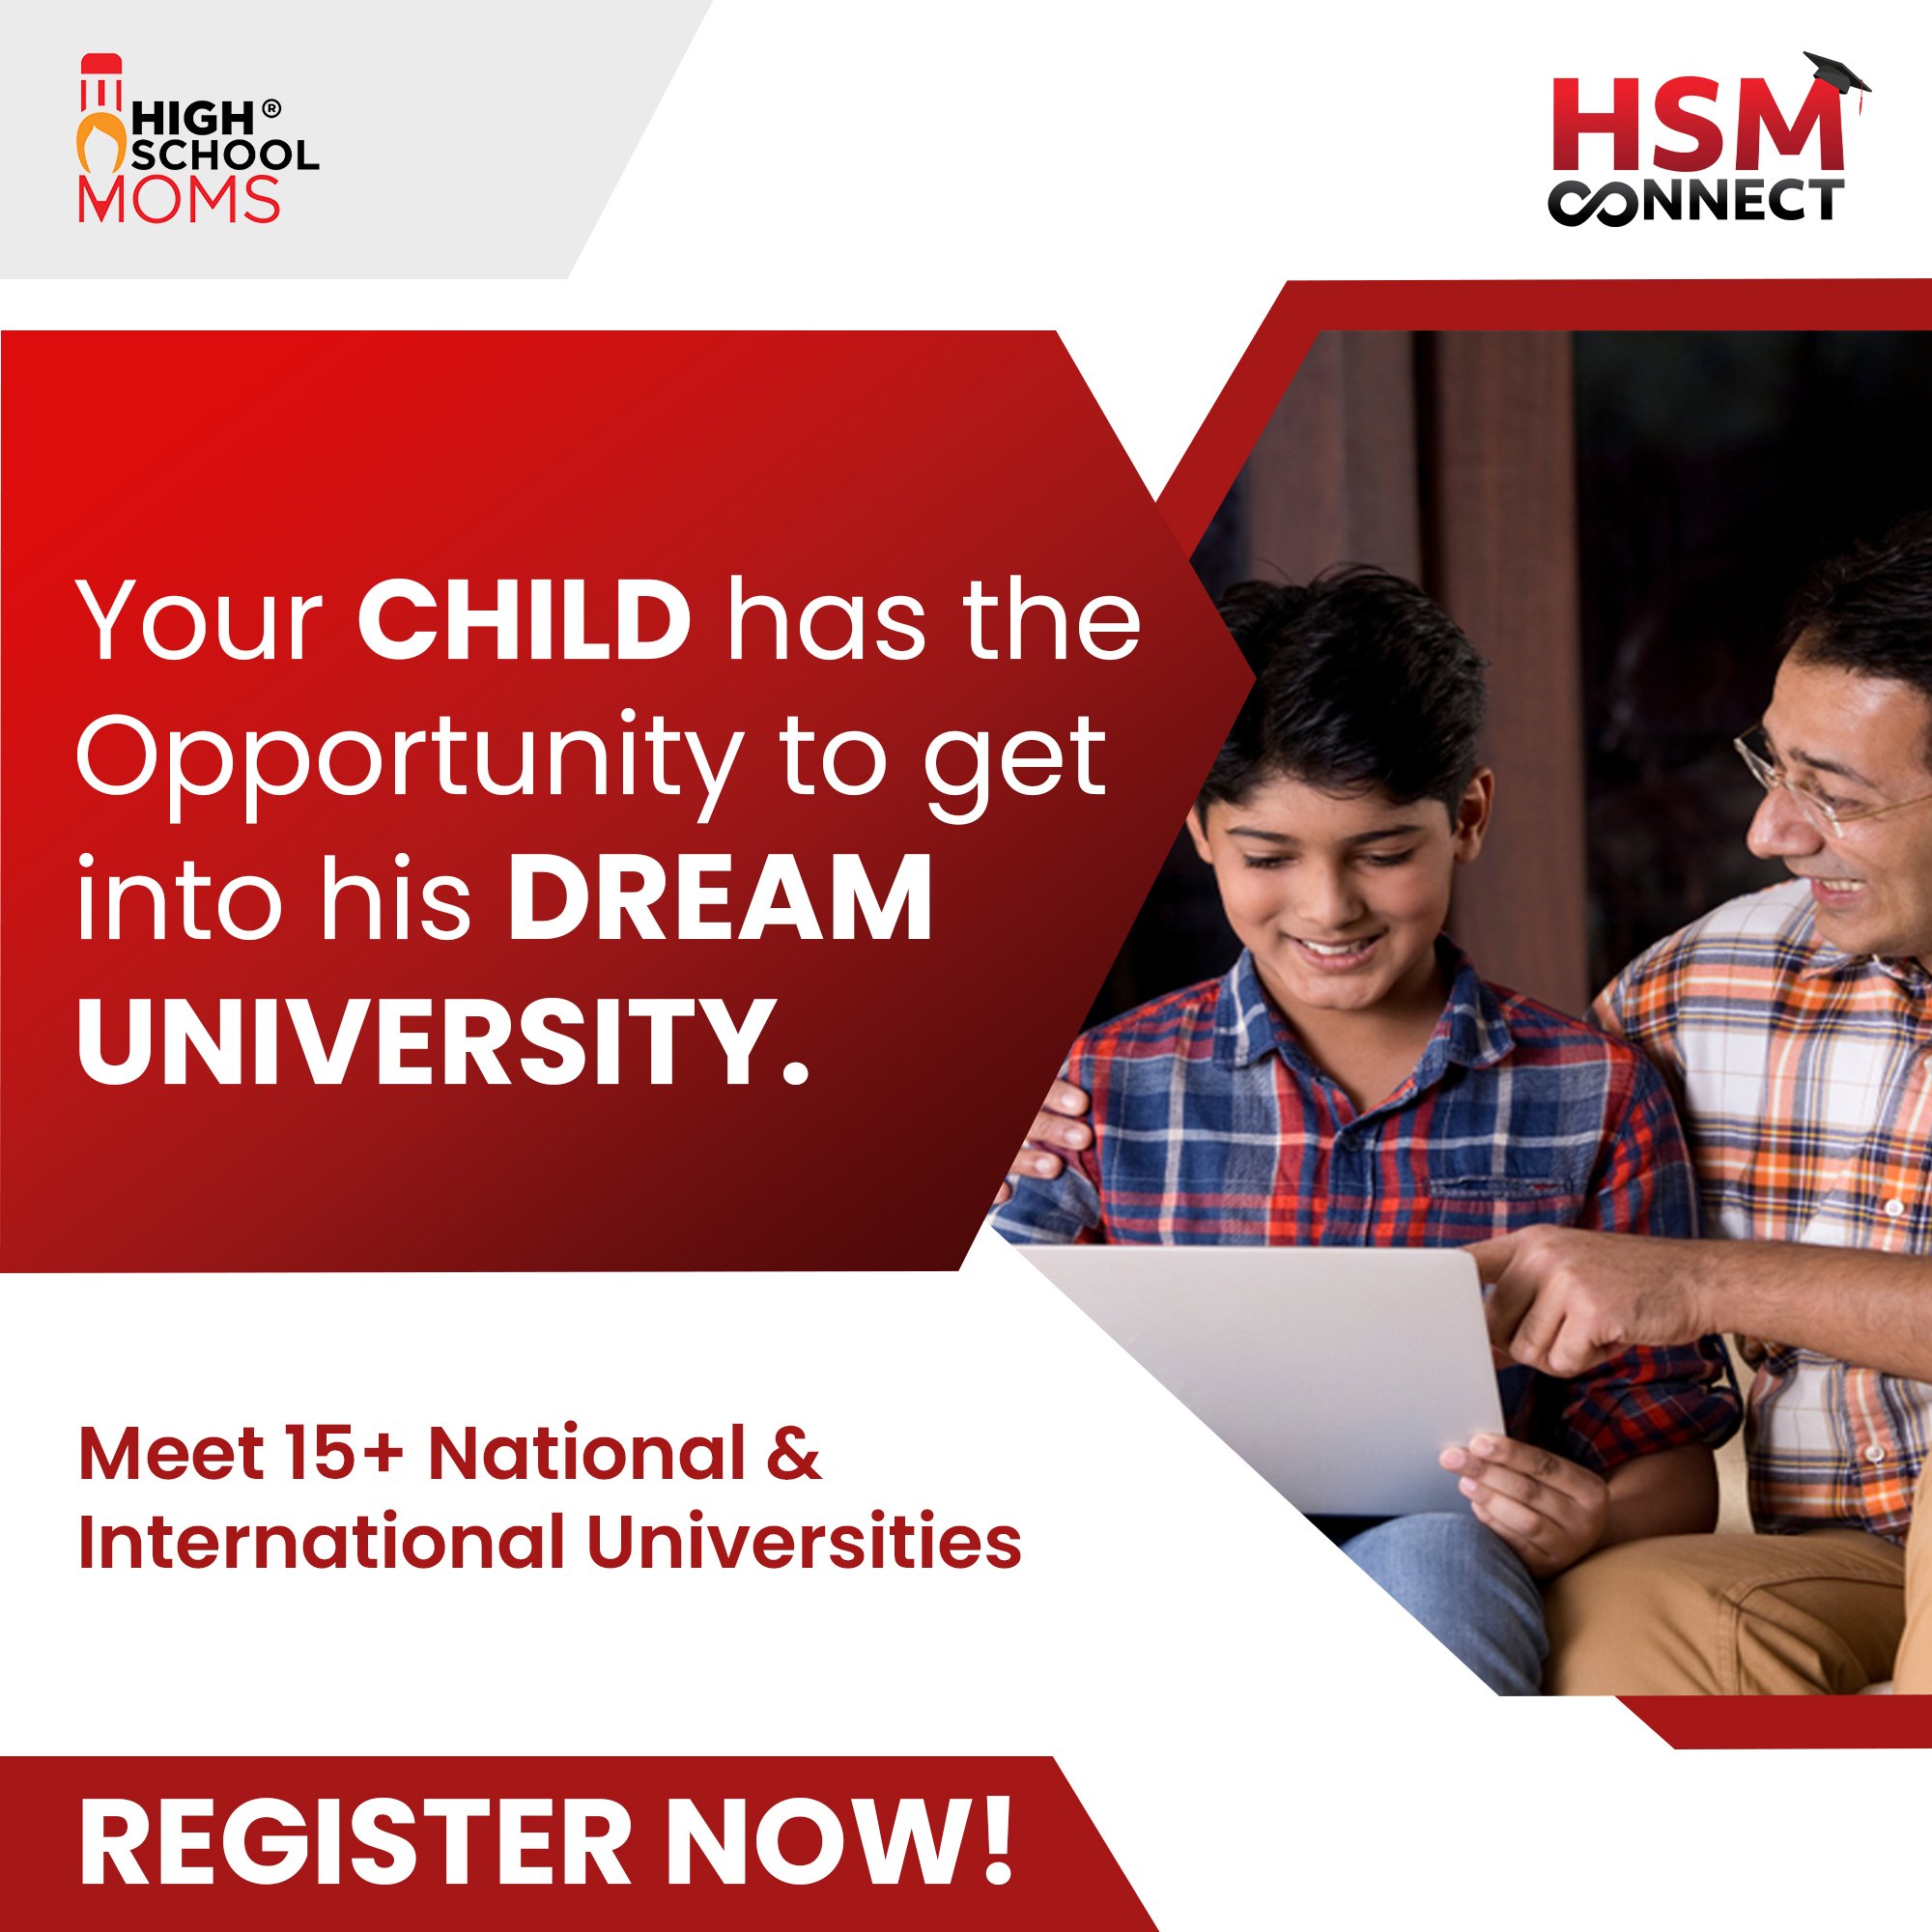 HIGH®
SCHOOL
MOMS
HSM
CONNECT
Your CHILD has the
Opportunity to get
into his DREAM
UNIVERSITY.
Meet 15+ National &
International Universities
REGISTER NOW!